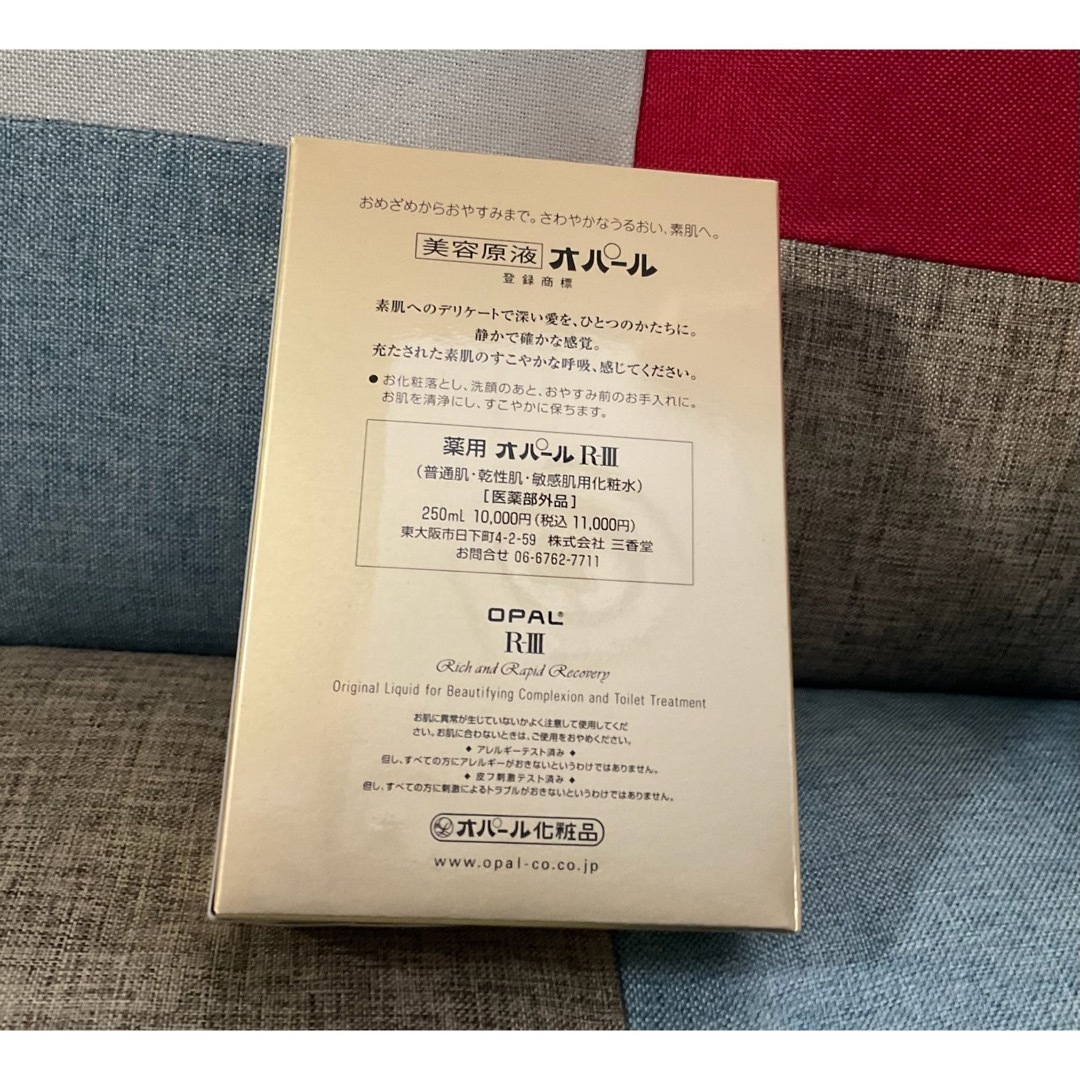 おめざめからおやすみまで。さわやかなうるおい、素肌へ。
美容原液 オパール
登録商標
素肌へのデリケートで深い愛を、ひとつのかたちに。
静かで確かな感覚。
充たされた素肌のすこやかな呼吸、感じてください。
● お化粧落とし、洗顔のあと、おやすみ前のお手入れに。
お肌を清浄にし、すこやかに保ちます。
薬用 オパール R-III
(普通肌・乾性肌・敏感肌用化粧水)
[医薬部外品]
250mL 10,000円(税込 11,000円)
東大阪市日下町4-2-59 株式会社 三香堂
お問合せ 06-6762-7711
OPAL®
R-III
Rich and Rapid Recovery
Original Liquid for Beautifying Complexion and Toilet Treatment
お肌に異常が生じていないかよく注意して使用してくだ
さい。お肌に合わないときは、ご使用をおやめください。
◆ アレルギーテスト済み ◆
但し、すべての方にアレルギーがおきないというわけではありません。
◆ 皮フ刺激テスト済み ◆
但し、すべての方に刺激によるトラブルがおきないというわけではありません。
オパール化粧品
www.opal-co.co.jp